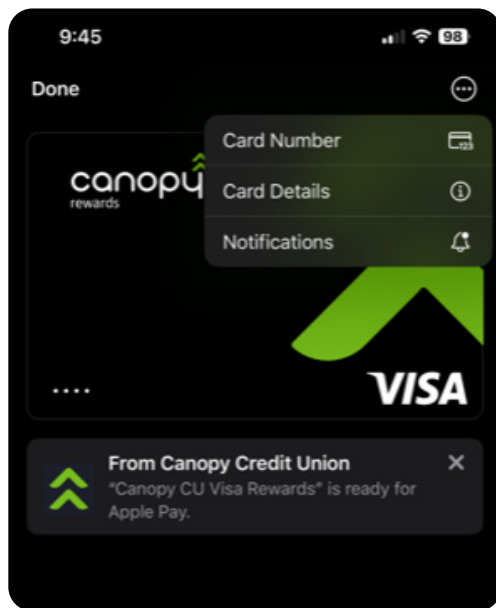 9:45
98
Done
Card Number
123
Card Details
Notifications
canopy
rewards
....
VISA
From Canopy Credit Union
"Canopy CU Visa Rewards" is ready for
Apple Pay.